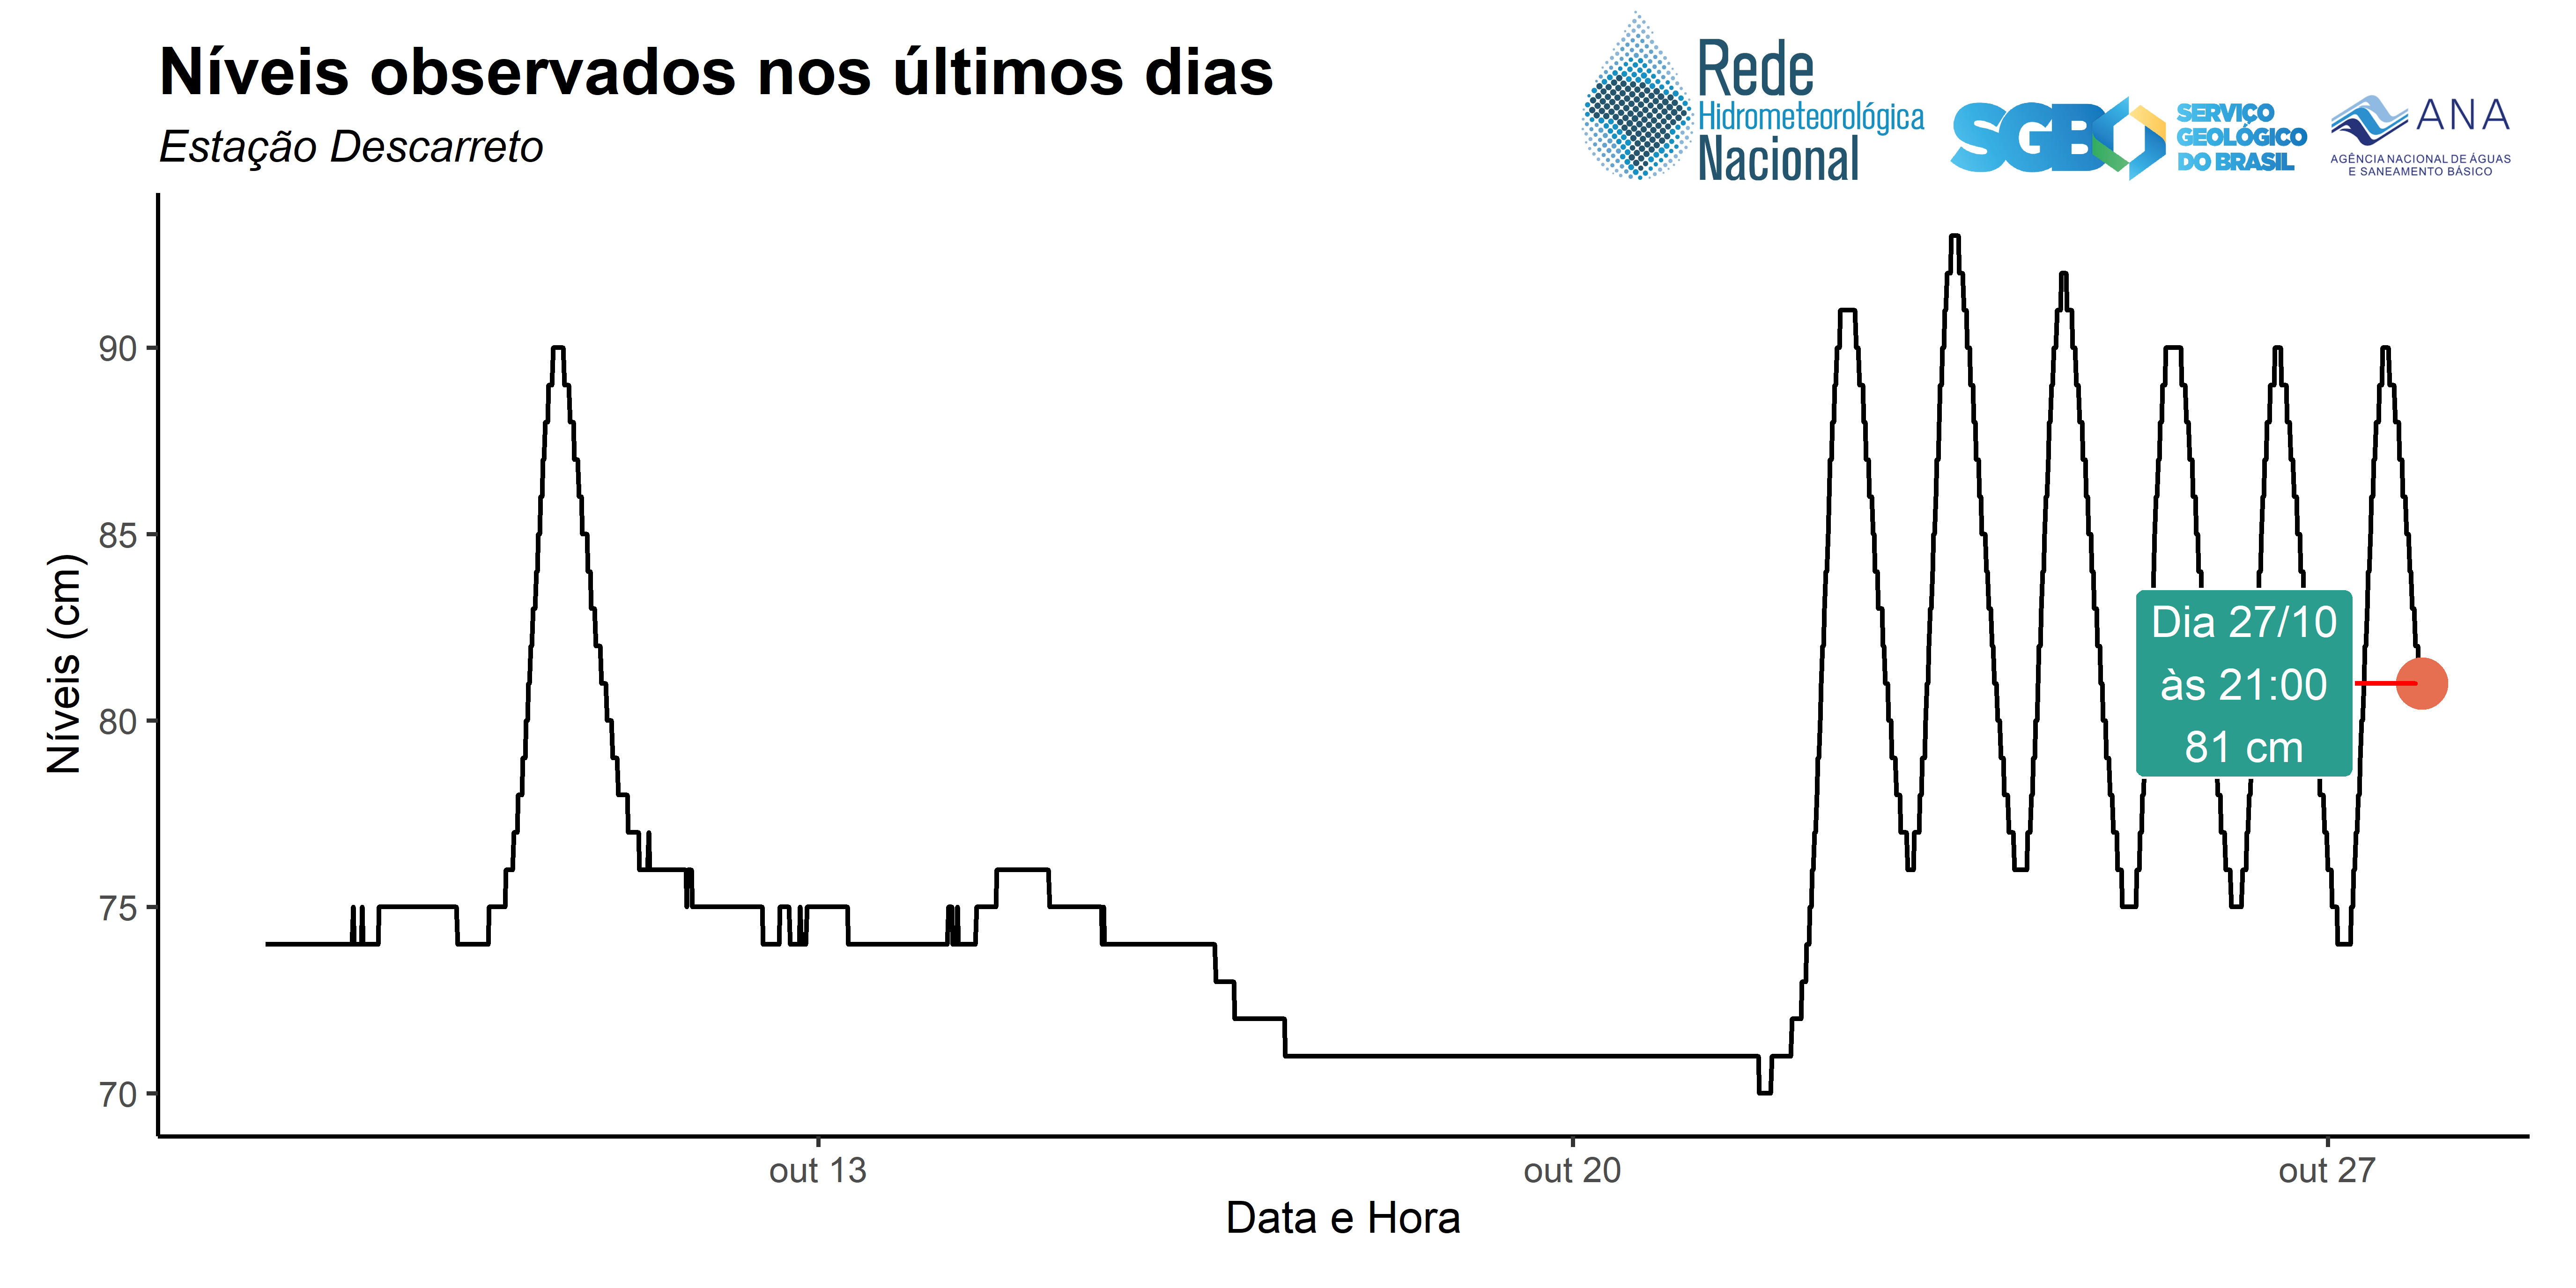 Níveis observados nos últimos dias
Estação Descarreto
Rede
Hidrometeorológica
Nacional
SGB
SERVIÇO
GEOLÓGICO
DO BRASIL
ANA
AGÊNCIA NACIONAL DE ÁGUAS
E SANEAMENTO BÁSICO
Níveis (cm)
90
85
80
75
70
Dia 27/10
às 21:00
81 cm
out 13
out 20
out 27
Data e Hora